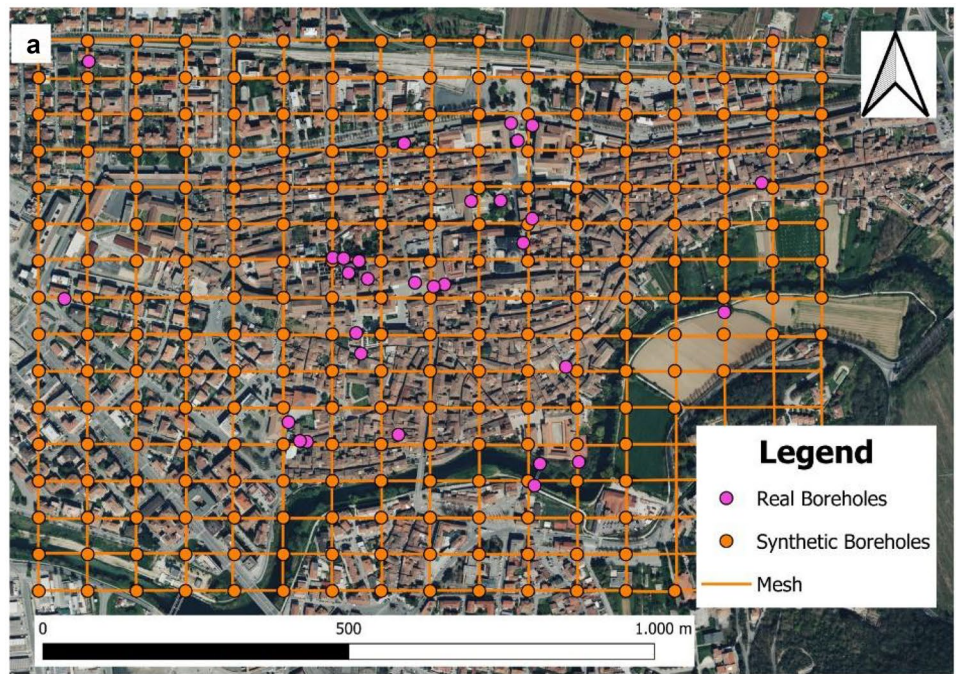 a
Legend
Real Boreholes
Synthetic Boreholes
Mesh
0 500 1.000 m